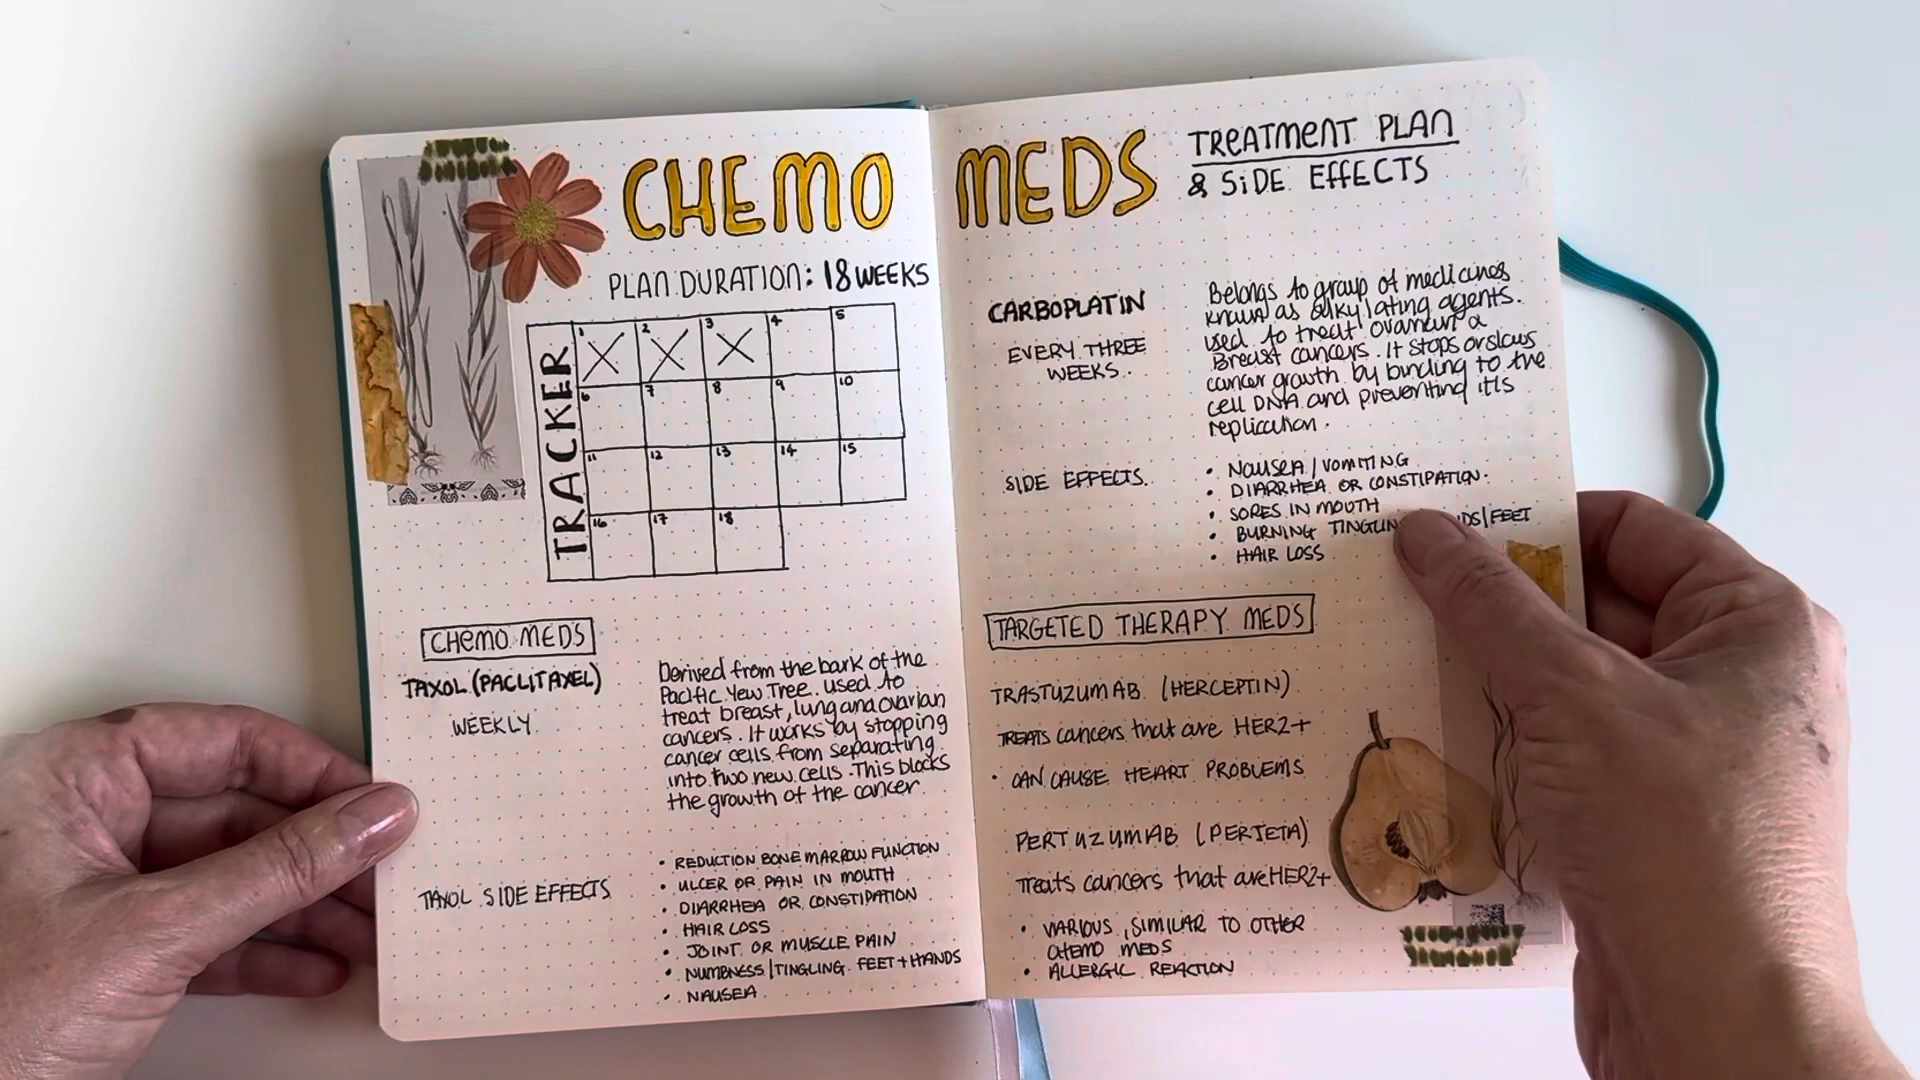 CHEMO MEDS
TREATMENT PLAN
& SIDE EFFECTS
PLAN DURATION: 18 WEEKS
TRACKER
1 2 3 4 5
6 7 8 9 10
11 12 13 14 15
16 17 18
CHEMO MEDS
TAXOL (PACLITAXEL)
WEEKLY
Derived from the bark of the
Pacific Yew Tree. used to
treat breast, lung and ovarian
cancers. It works by stopping
cancer cells from separating
into two new cells. This blocks
the growth of the cancer
TAXOL SIDE EFFECTS
• REDUCTION BONE MARROW FUNCTION
• ULCER OR PAIN IN MOUTH
• DIARRHEA OR CONSTIPATION
• HAIR LOSS
• JOINT OR MUSCLE PAIN
• NUMBNESS/TINGLING FEET + HANDS
• NAUSEA
CARBOPLATIN
EVERY THREE
WEEKS.
Belongs to group of medicines
known as alkylating agents.
used to treat ovarian &
Breast cancers. It stops or slows
cancer growth by binding to the
cell DNA and preventing it's
replication.
SIDE EFFECTS.
• NAUSEA / VOMITING
• DIARRHEA OR CONSTIPATION.
• SORES IN MOUTH
• BURNING /FEET
• HAIR LOSS
TARGETED THERAPY MEDS
TRASTUZUMAB (HERCEPTIN)
TREATS cancers that are HER2+
• CAN CAUSE HEART PROBLEMS
PERTUZUMAB (PERJETA)
Treats cancers that are HER2+
• VARIOUS, SIMILAR TO OTHER
CHEMO MEDS
• ALLERGIC REACTION